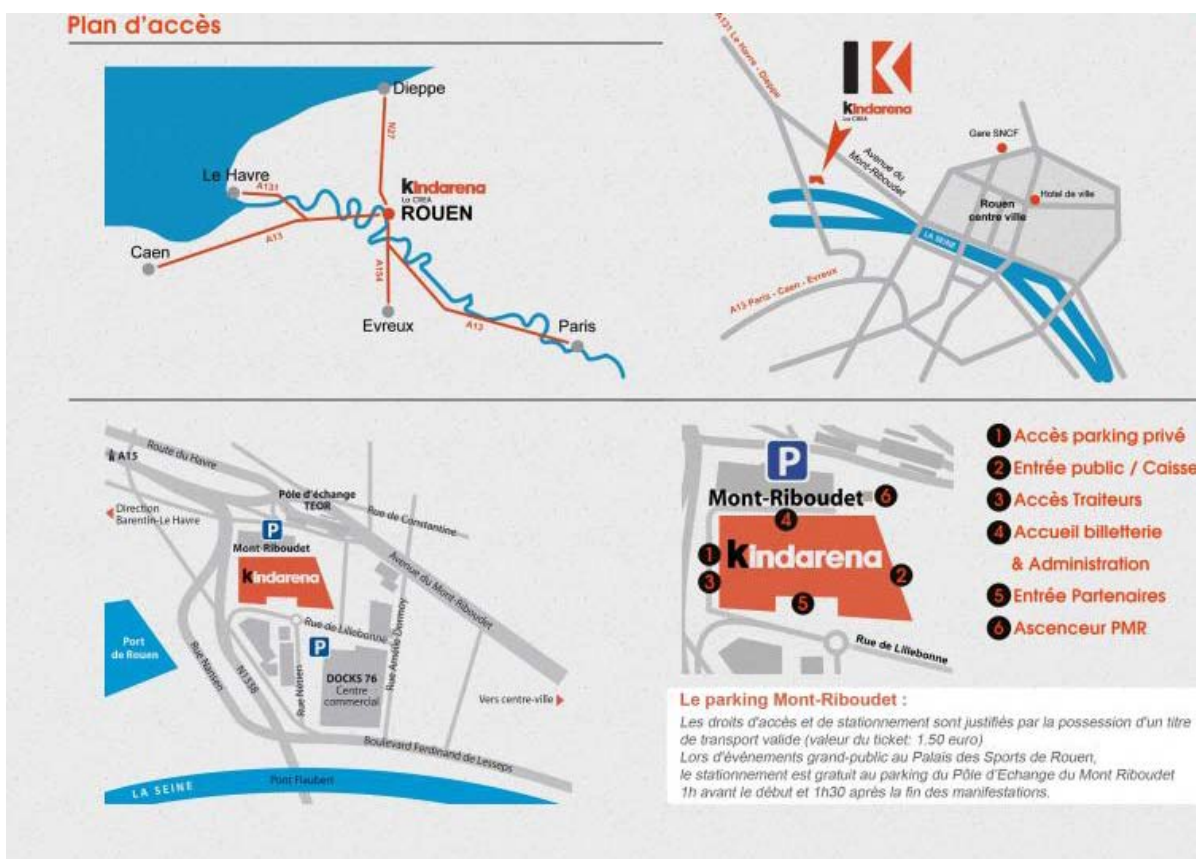 Plan d'accès
Dieppe
N27
Le Havre
A131
kindarena
La CREA
ROUEN
A13
Caen
A154
Evreux
A13
Paris
A131 Le Havre - Dieppe
kindarena
La CREA
Gare SNCF
Avenue du
Mont-Riboudet
Hotel de ville
Rouen
centre ville
LA SEINE
A13 Paris - Caen - Evreux
A15
Route du Havre
Direction
Barentin-Le Havre
Pôle d'échange
TEOR
Rue de Constantine
P
Mont-Riboudet
kindarena
Avenue du Mont-Riboudet
Port
de Rouen
Rue de Lillebonne
P
Rue Amélie Dormoy
Rue Nansen
N1338
Rue Nétien
DOCKS 76
Centre
commercial
Vers centre-ville
Boulevard Ferdinand de Lesseps
Pont Flaubert
LA SEINE
P
Mont-Riboudet 6
4
1 kindarena
2
3
5
Rue de Lillebonne
1 Accès parking privé
2 Entrée public / Caisse
3 Accès Traiteurs
4 Accueil billetterie
& Administration
5 Entrée Partenaires
6 Ascenceur PMR
Le parking Mont-Riboudet :
Les droits d'accès et de stationnement sont justifiés par la possession d'un titre
de transport valide (valeur du ticket: 1,50 euro)
Lors d'évènements grand-public au Palais des Sports de Rouen,
le stationnement est gratuit au parking du Pôle d'Echange du Mont Riboudet
1h avant le début et 1h30 après la fin des manifestations.